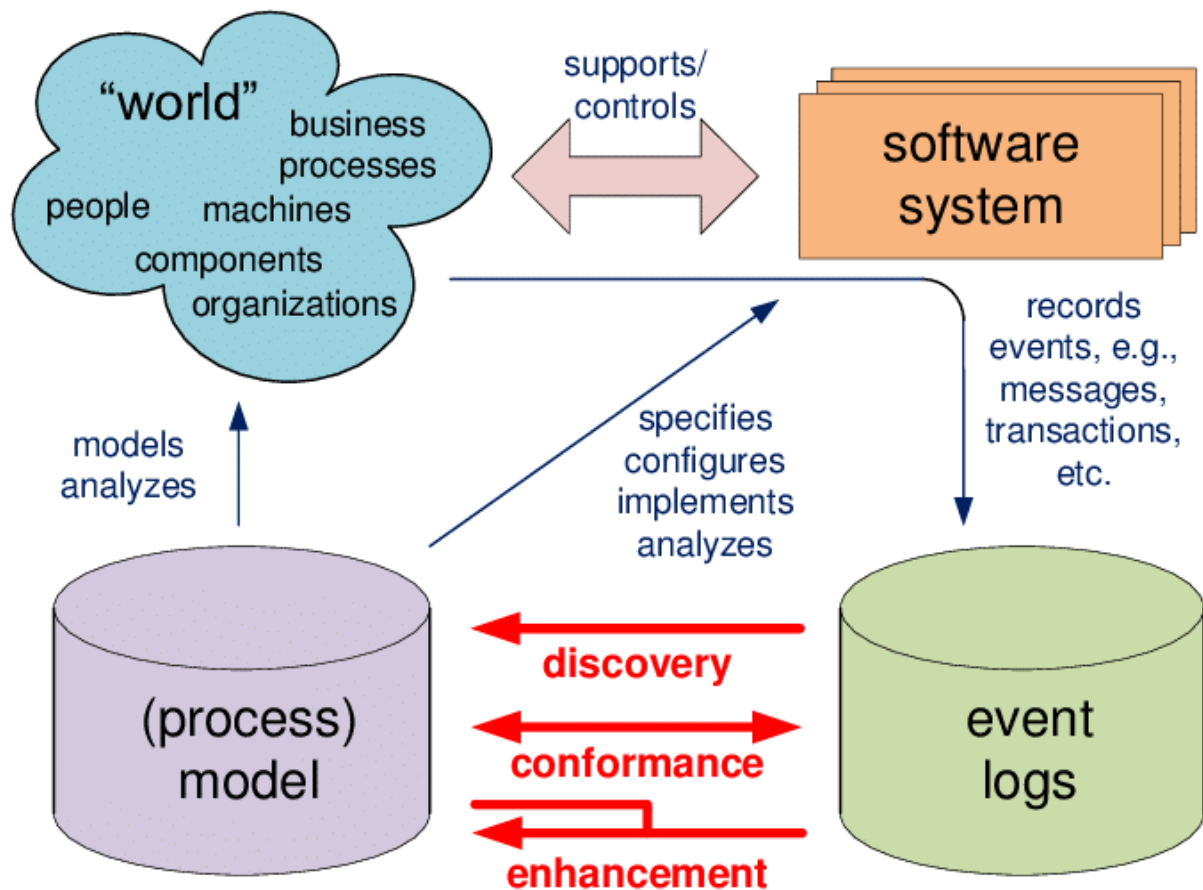 “world”
business
processes
people
machines
components
organizations
supports/
controls
software
system
records
events, e.g.,
messages,
transactions,
etc.
models
analyzes
specifies
configures
implements
analyzes
(process)
model
discovery
conformance
enhancement
event
logs